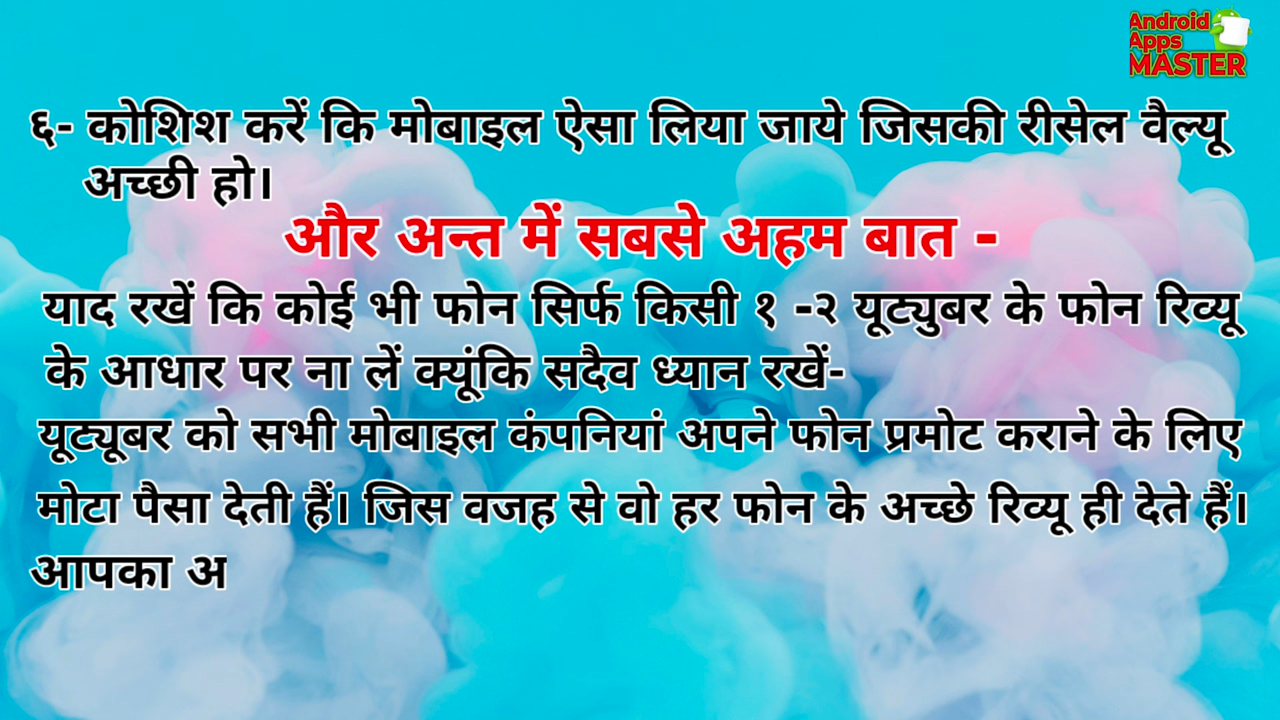 Android
Apps
MASTER
६- कोशिश करें कि मोबाइल ऐसा लिया जाये जिसकी रीसेल वैल्यू
अच्छी हो।
और अन्त में सबसे अहम बात -
याद रखें कि कोई भी फोन सिर्फ किसी १ -२ यूट्युबर के फोन रिव्यू
के आधार पर ना लें क्यूंकि सदैव ध्यान रखें-
यूट्यूबर को सभी मोबाइल कंपनियां अपने फोन प्रमोट कराने के लिए
मोटा पैसा देती हैं। जिस वजह से वो हर फोन के अच्छे रिव्यू ही देते हैं।
आपका अ